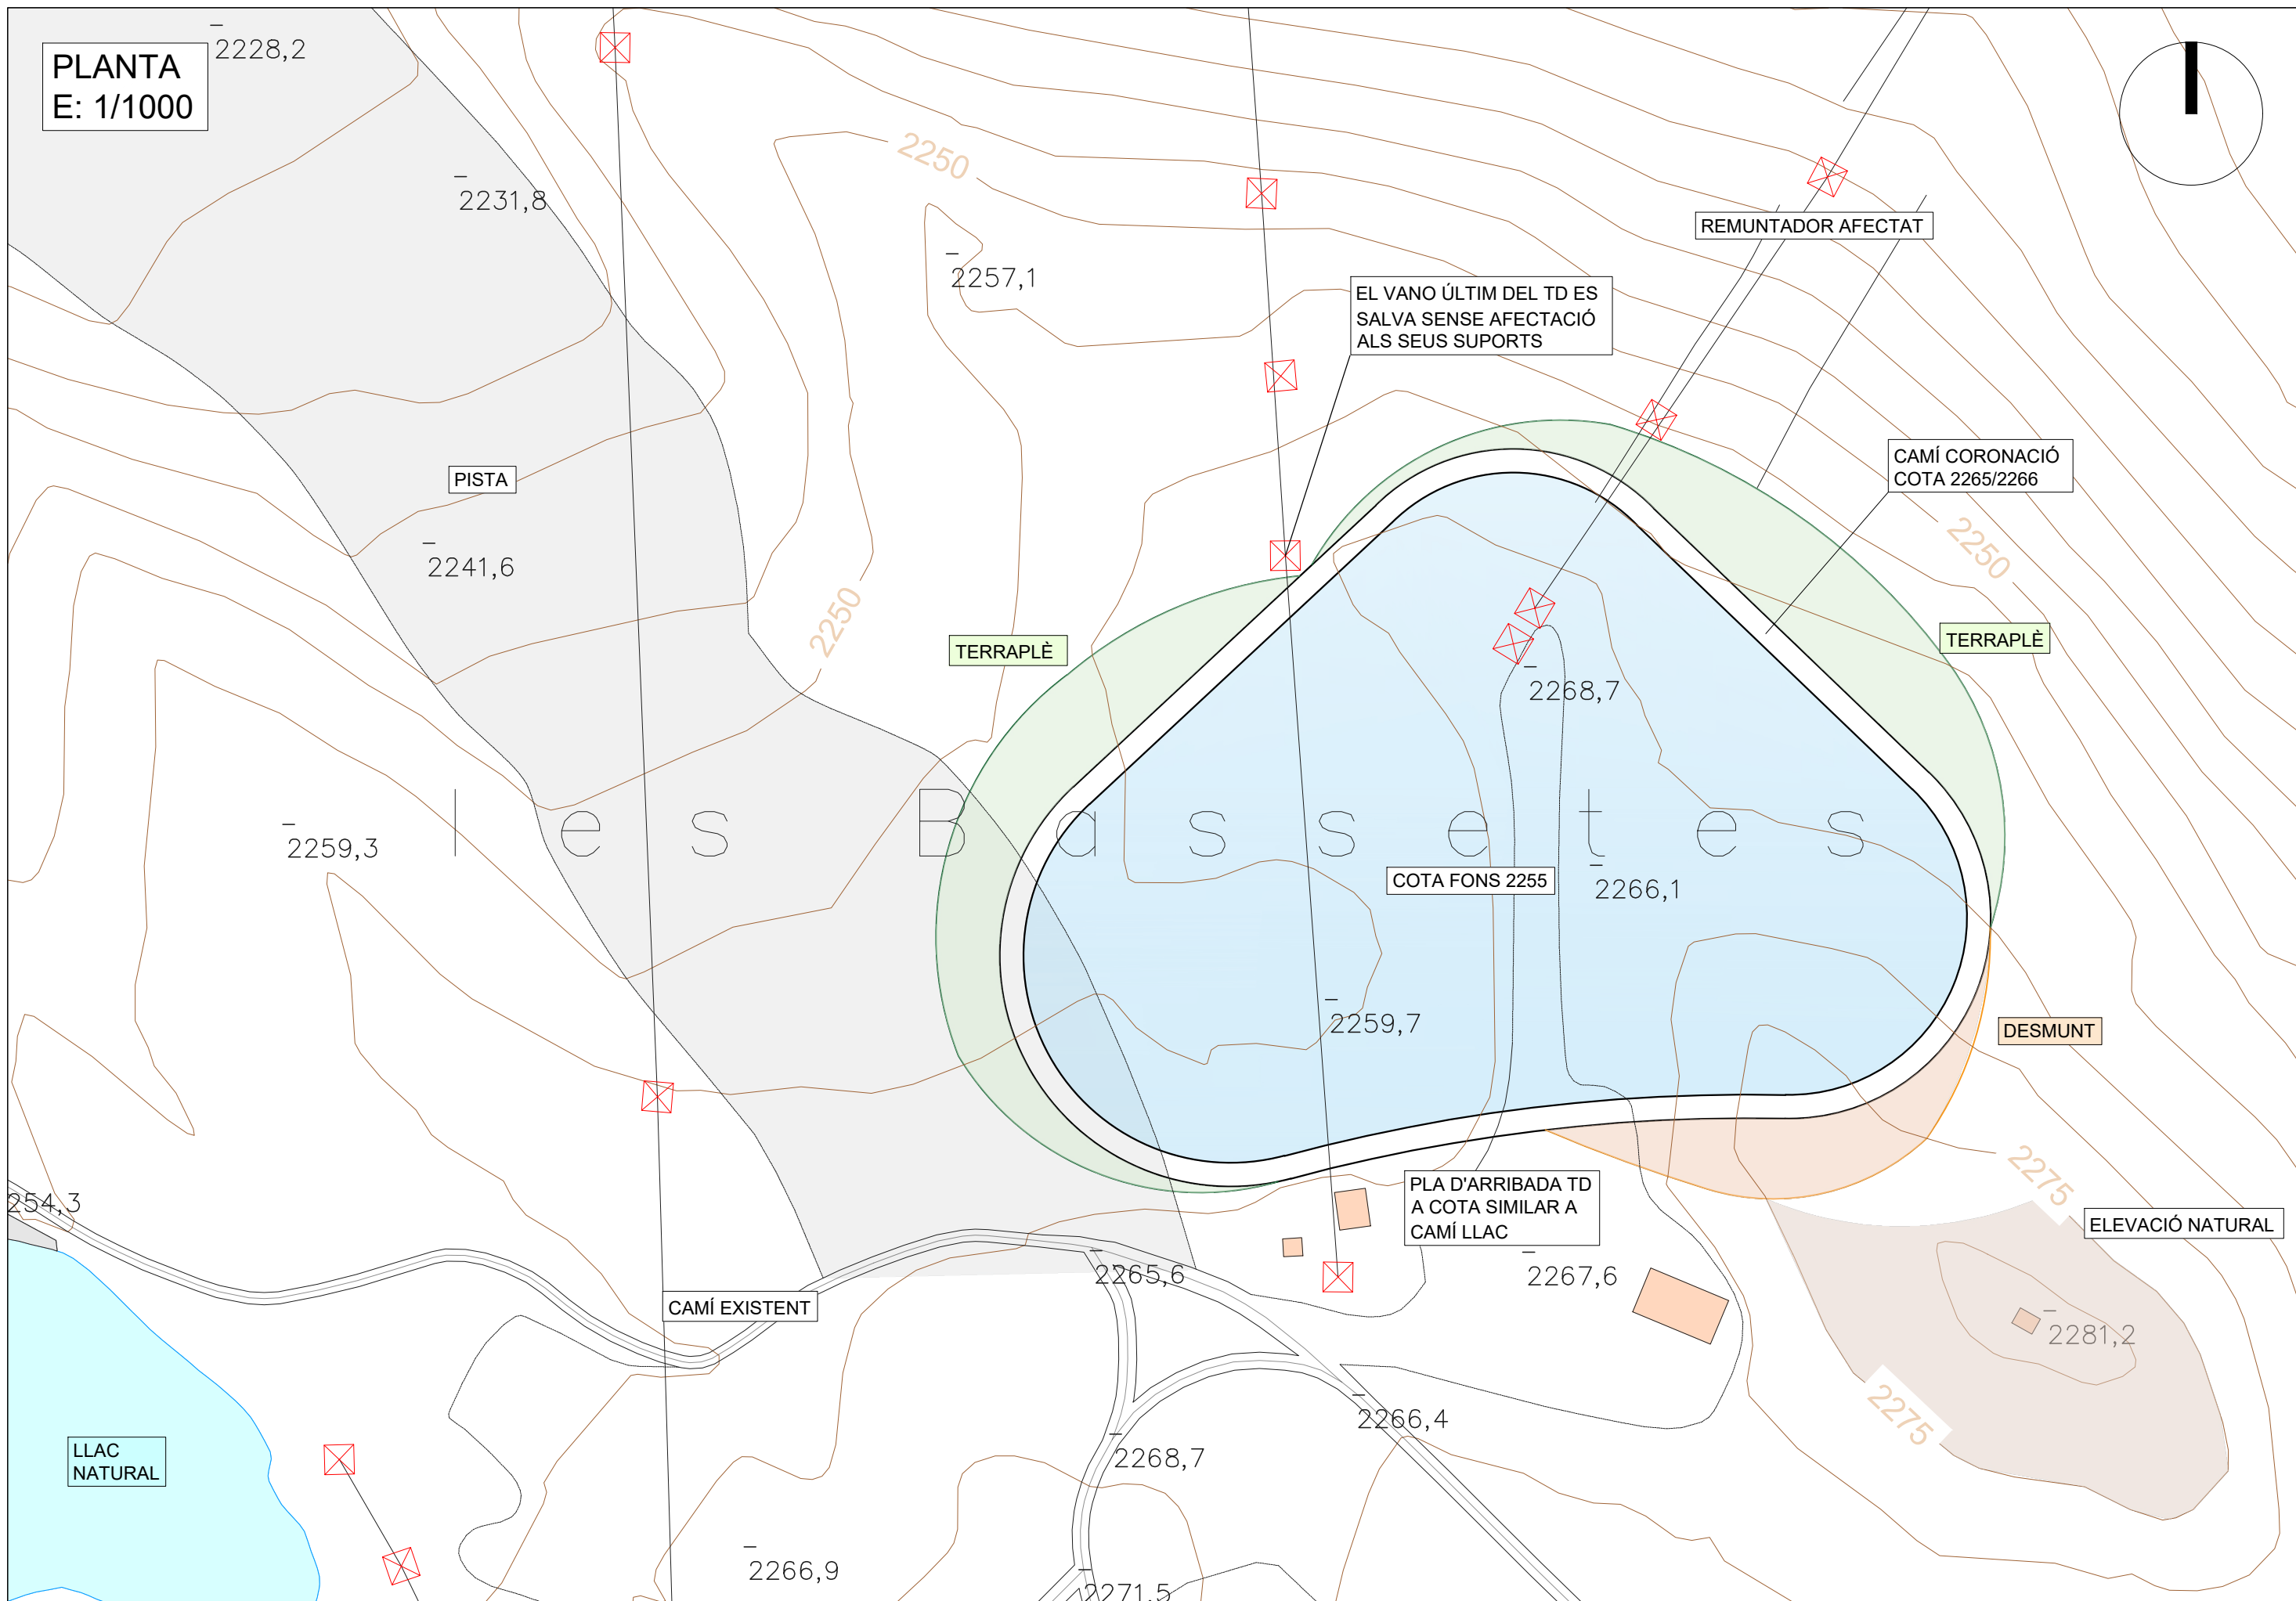 PLANTA
E: 1/1000
2228,2
2231,8
2250
2257,1
REMUNTADOR AFECTAT
EL VANO ÚLTIM DEL TD ES
SALVA SENSE AFECTACIÓ
ALS SEUS SUPORTS
CAMÍ CORONACIÓ
COTA 2265/2266
PISTA
2241,6
2250
2250
TERRAPLÈ
TERRAPLÈ
2268,7
les Bassetes
2259,3
COTA FONS 2255
2266,1
2259,7
DESMUNT
2275
254,3
PLA D'ARRIBADA TD
A COTA SIMILAR A
CAMÍ LLAC
ELEVACIÓ NATURAL
2265,6
2267,6
CAMÍ EXISTENT
2281,2
2275
2266,4
LLAC
NATURAL
2268,7
2266,9
2271,5